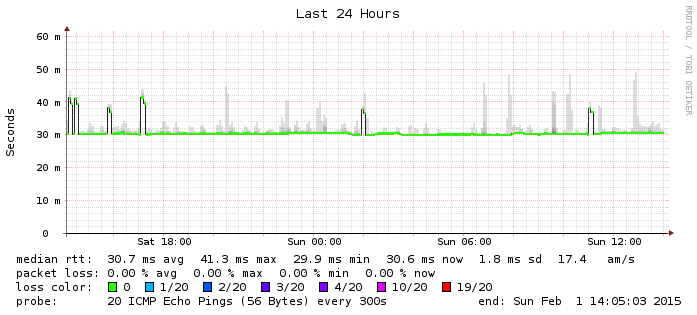 Last 24 Hours
RRDTOOL / TOBI OETIKER
Seconds
60 m
50 m
40 m
30 m
20 m
10 m
0
Sat 18:00 Sun 00:00 Sun 06:00 Sun 12:00
median rtt: 30.7 ms avg 41.3 ms max 29.9 ms min 30.6 ms now 1.8 ms sd 17.4 am/s
packet loss: 0.00 % avg 0.00 % max 0.00 % min 0.00 % now
loss color: 0 1/20 2/20 3/20 4/20 10/20 19/20
probe: 20 ICMP Echo Pings (56 Bytes) every 300s end: Sun Feb 1 14:05:03 2015